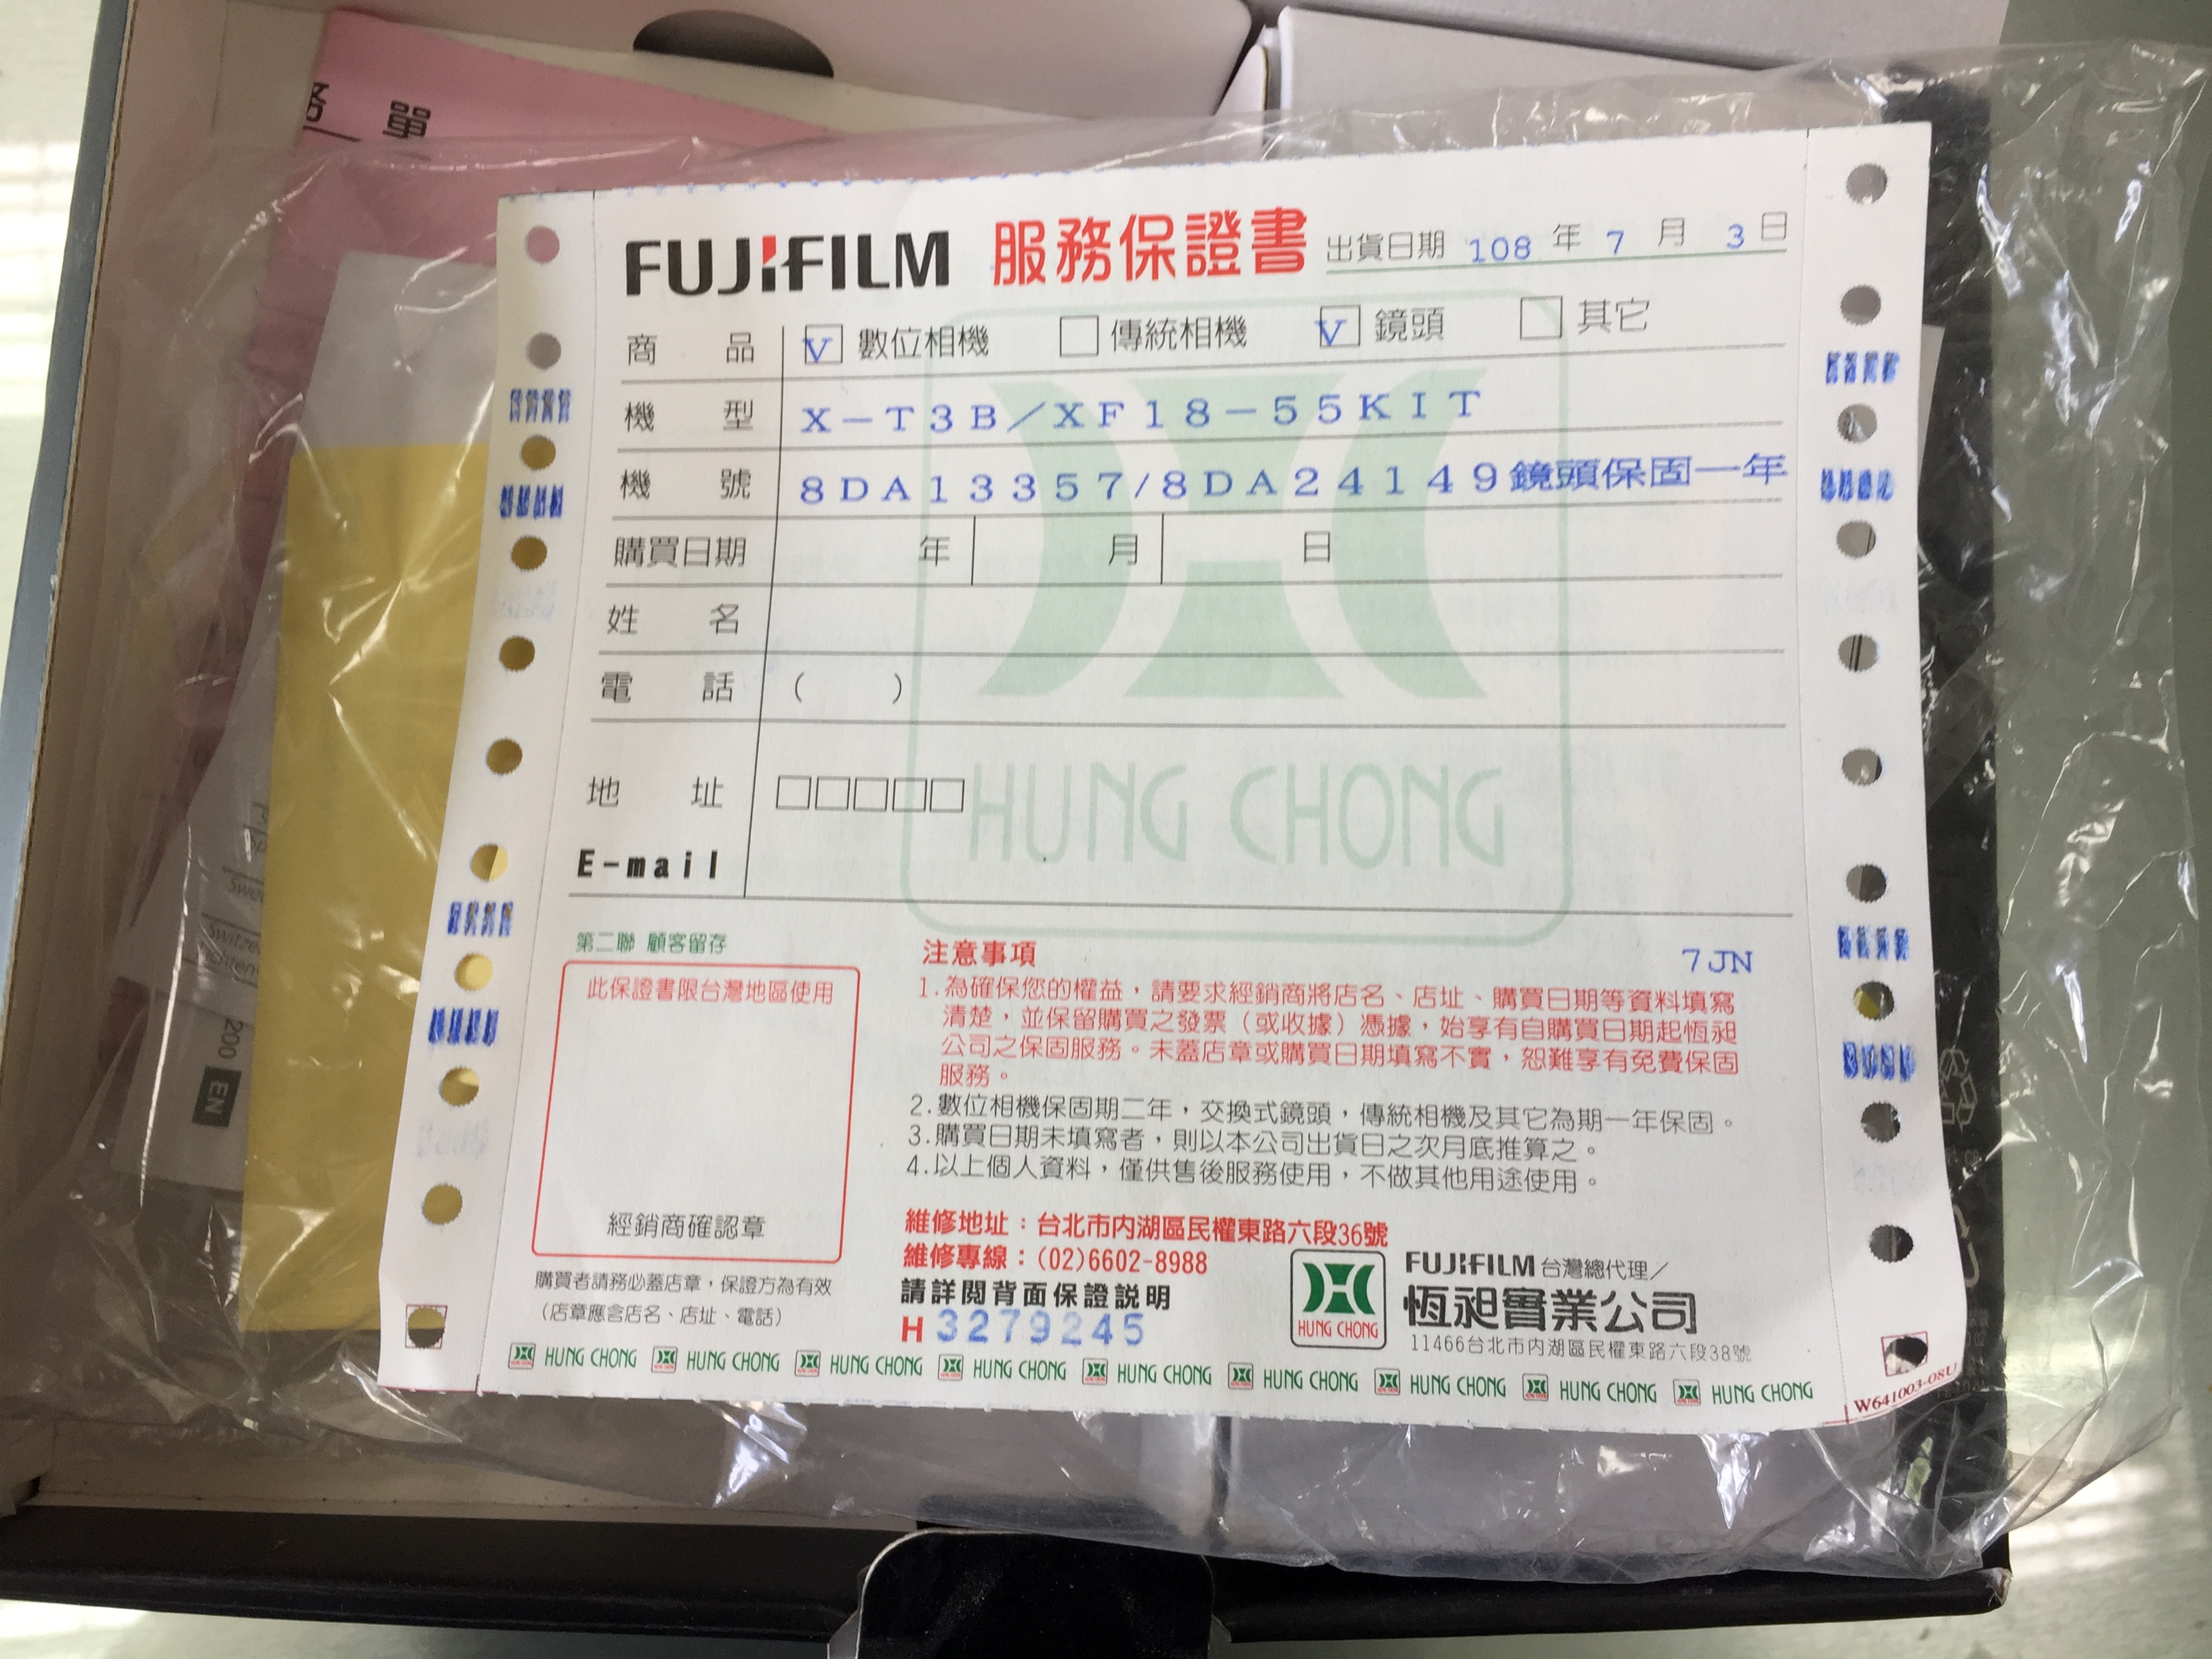 單
FUJIFILM 服務保證書 出貨日期 108 年 7 月 3 日
商品 V 數位相機 □ 傳統相機 V 鏡頭 □ 其它
機型 X-T3B/XF18-55KIT
機號 8DA13357/8DA24149鏡頭保固一年
購買日期 年 月 日
姓名
電話 ( )
地址 □□□□□
HUNG CHONG
E-mail
第二聯 顧客留存
此保證書限台灣地區使用
經銷商確認章
購買者請務必蓋店章，保證方為有效
（店章應含店名、店址、電話）
注意事項 7JN
1.為確保您的權益，請要求經銷商將店名、店址、購買日期等資料填寫
清楚，並保留購買之發票（或收據）憑據，始享有自購買日期起恆昶
公司之保固服務。未蓋店章或購買日期填寫不實，恕難享有免費保固
服務。
2.數位相機保固期二年，交換式鏡頭，傳統相機及其它為期一年保固。
3.購買日期未填寫者，則以本公司出貨日之次月底推算之。
4.以上個人資料，僅供售後服務使用，不做其他用途使用。
維修地址：台北市內湖區民權東路六段36號
維修專線：(02)6602-8988
請詳閱背面保證說明
H 3279245
HUNG CHONG
FUJIFILM 台灣總代理／
恆昶實業公司
11466台北市內湖區民權東路六段38號
HUNG CHONG HUNG CHONG HUNG CHONG HUNG CHONG HUNG CHONG HUNG CHONG HUNG CHONG HUNG CHONG HUNG CHONG
W641003-08U
200 EN